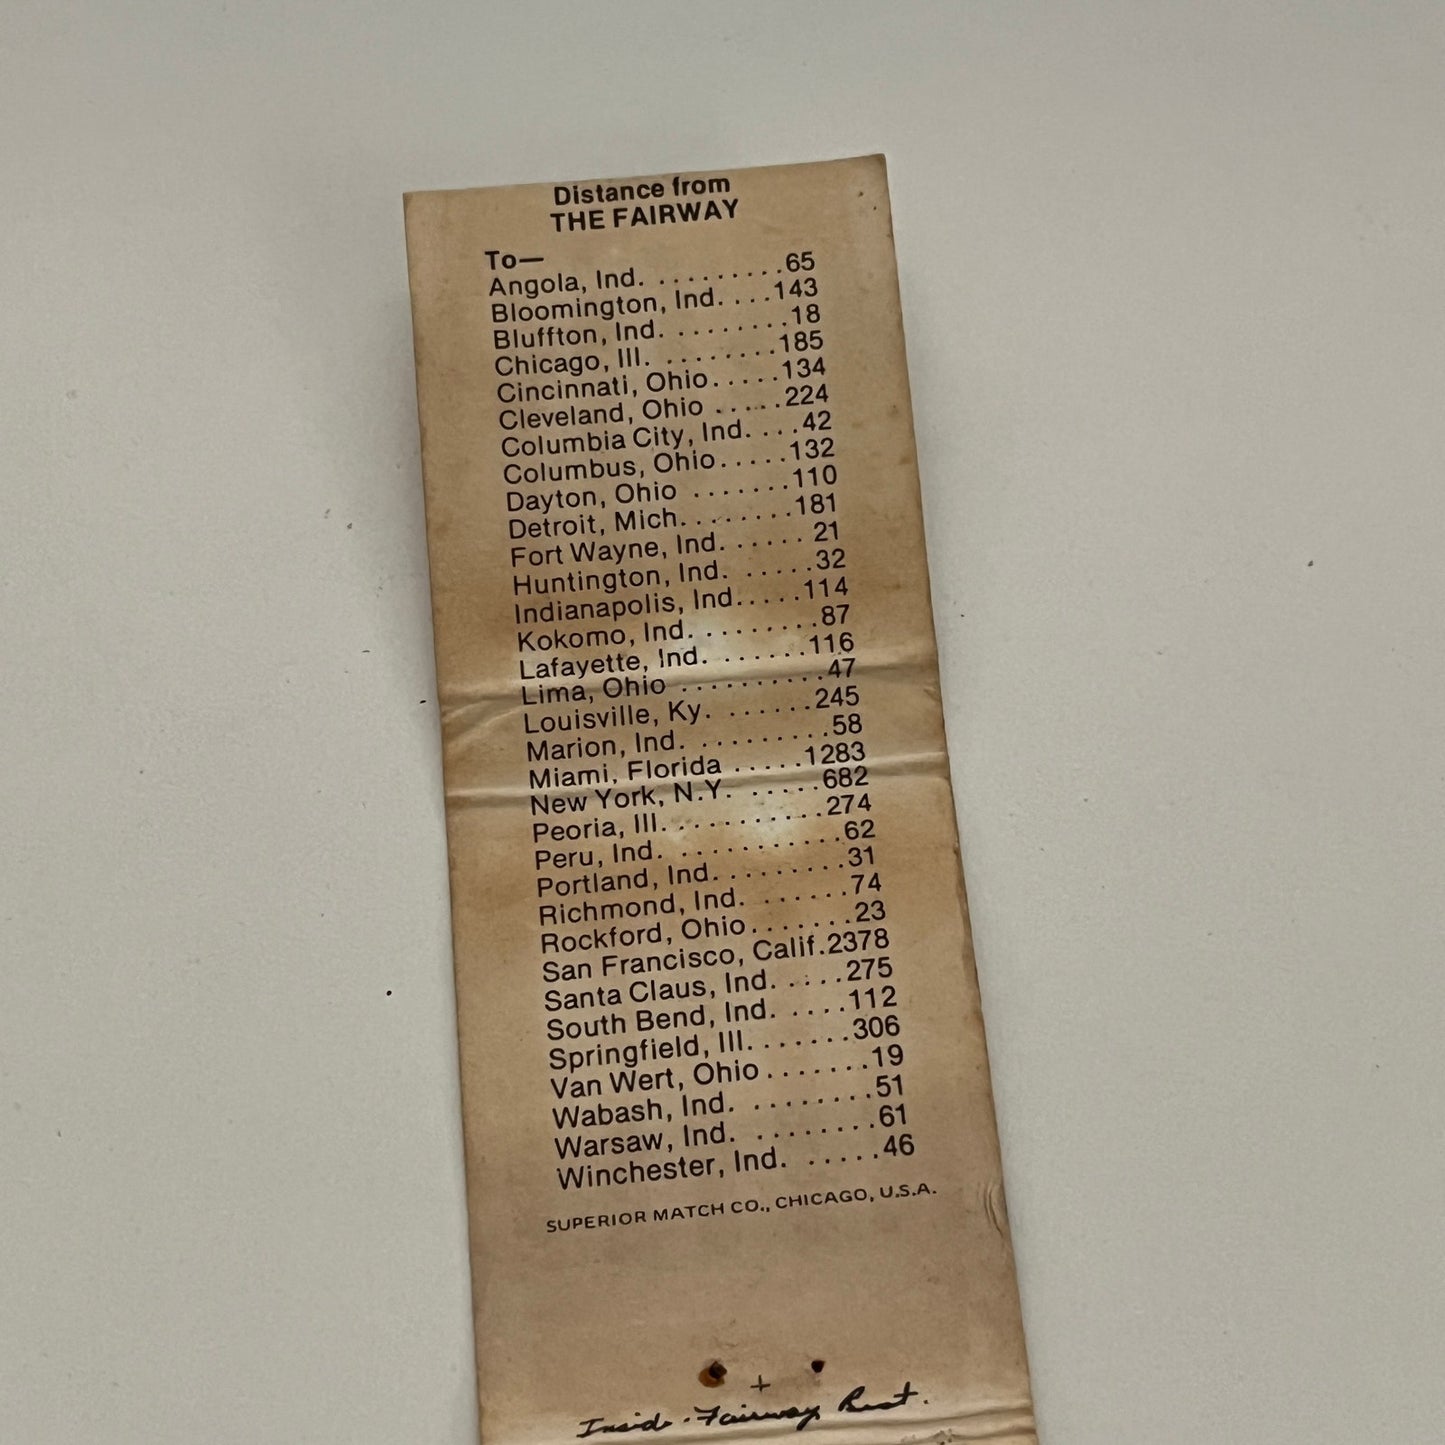 Distance from
THE FAIRWAY
To—
Angola, Ind. . . . . . . . . . .65
Bloomington, Ind. . . .143
Bluffton, Ind. . . . . . . . . .18
Chicago, Ill. . . . . . . . .185
Cincinnati, Ohio. . . . .134
Cleveland, Ohio . . . . .224
Columbia City, Ind. . . .42
Columbus, Ohio. . . . .132
Dayton, Ohio . . . . . . .110
Detroit, Mich. . . . . . . .181
Fort Wayne, Ind. . . . . . 21
Huntington, Ind. . . . . .32
Indianapolis, Ind. . . . .114
Kokomo, Ind. . . . . . . . .87
Lafayette, Ind. . . . . . .116
Lima, Ohio . . . . . . . . . .47
Louisville, Ky. . . . . . .245
Marion, Ind. . . . . . . . . .58
Miami, Florida . . . . .1283
New York, N.Y. . . . . .682
Peoria, Ill. . . . . . . . . .274
Peru, Ind. . . . . . . . . . . .62
Portland, Ind. . . . . . . . .31
Richmond, Ind. . . . . . .74
Rockford, Ohio. . . . . . .23
San Francisco, Calif.2378
Santa Claus, Ind. . . . .275
South Bend, Ind. . . . .112
Springfield, Ill. . . . . . .306
Van Wert, Ohio . . . . . . .19
Wabash, Ind. . . . . . . . .51
Warsaw, Ind. . . . . . . . .61
Winchester, Ind. . . . . .46
SUPERIOR MATCH CO., CHICAGO, U.S.A.
+
Inside - Fairway Rest.